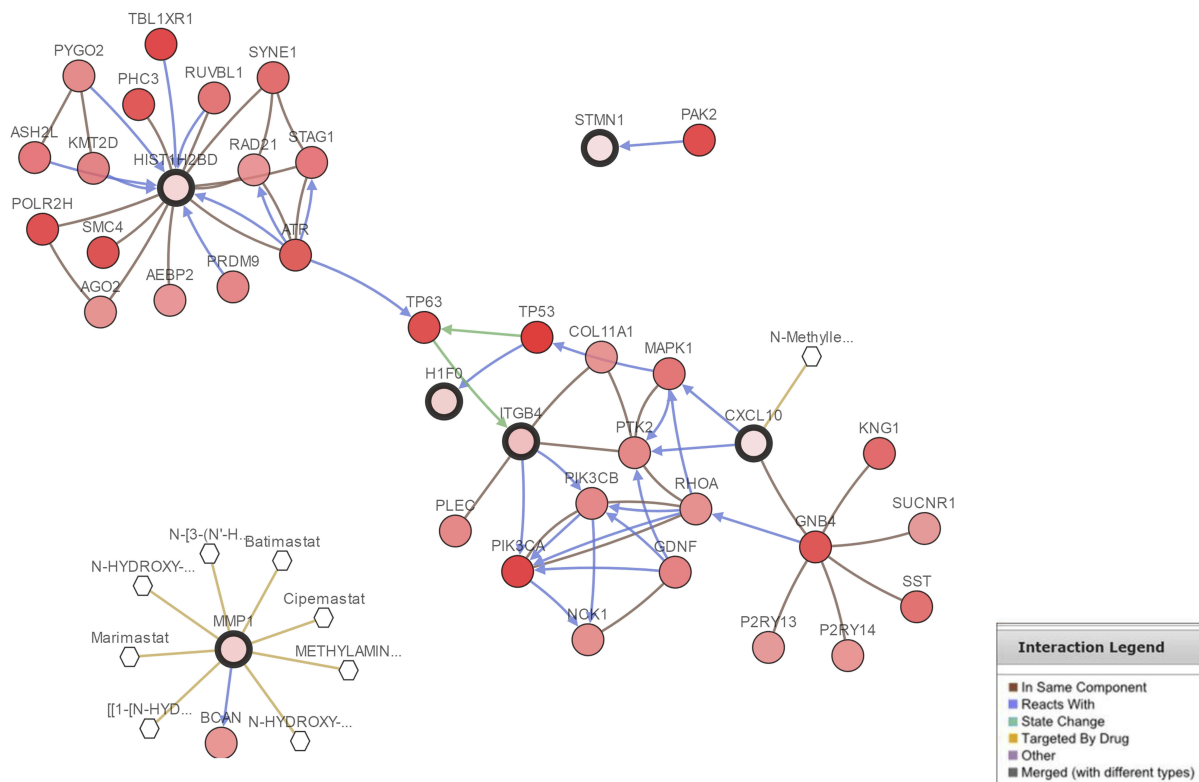 TBL1XR1
PYGO2
SYNE1
PHC3
RUVBL1
STMN1
PAK2
ASH2L
KMT2D
RAD21
STAG1
HIST1H2BD
POLR2H
SMC4
ATR
AGO2
AEBP2
PRDM9
TP63
TP53
COL11A1
N-Methylle...
MAPK1
H1F0
ITGB4
CXCL10
PTK2
KNG1
PLEC
PIK3CB
RHOA
SUCNR1
GNB4
N-[3-(N'-H...
Batimastat
PIK3CA
GDNF
N-HYDROXY-...
Cipemastat
SST
MMP1
NCK1
P2RY13
P2RY14
Marimastat
METHYLAMIN...
Interaction Legend
[[1-[N-HYD...
BCAN
N-HYDROXY-...
In Same Component
Reacts With
State Change
Targeted By Drug
Other
Merged (with different types)